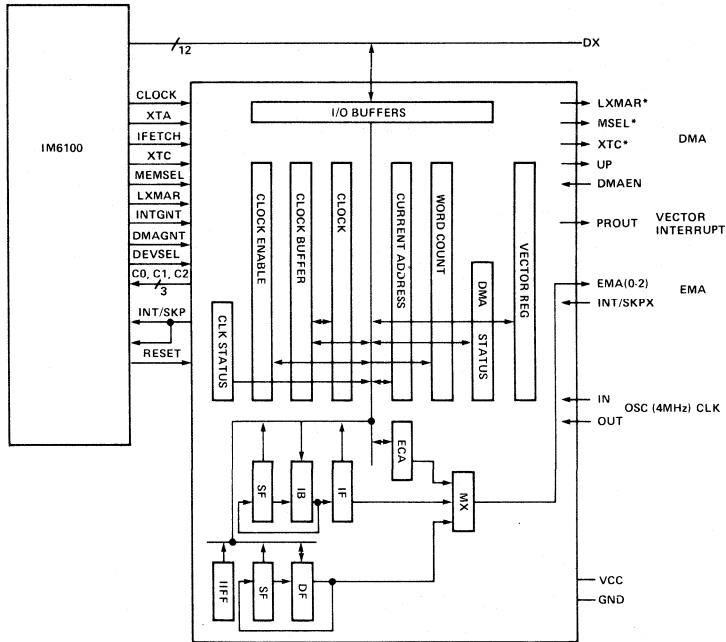 12
DX
IM6100
CLOCK
XTA
IFETCH
XTC
MEMSEL
LXMAR
INTGNT
DMAGNT
DEVSEL
C0, C1, C2
3
INT/SKP
RESET
I/O BUFFERS
CLK STATUS
CLOCK ENABLE
CLOCK BUFFER
CLOCK
CURRENT ADDRESS
WORD COUNT
DMA STATUS
VECTOR REG
LXMAR*
MSEL*
XTC*
DMA
UP
DMAEN
PROUT
VECTOR
INTERRUPT
EMA(0-2)
EMA
INT/SKPX
IN
OSC (4MHz) CLK
OUT
ECA
SF
IB
IF
MX
IIFF
SF
DF
VCC
GND